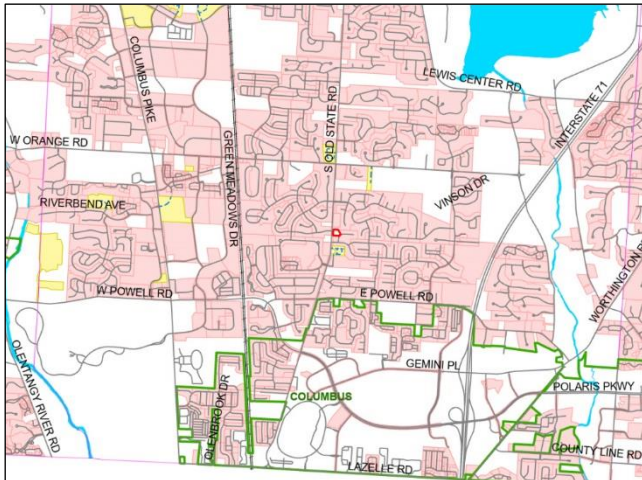 COLUMBUS PIKE
LEWIS CENTER RD
INTERSTATE 71
S OLD STATE RD
W ORANGE RD
GREEN MEADOWS DR
VINSON DR
RIVERBEND AVE
W POWELL RD
E POWELL RD
WORTHINGTON
OLENTANGY RIVER RD
GEMINI PL
POLARIS PKWY
COLUMBUS
OLENBROOK DR
COUNTY LINE RD
LAZELLE RD